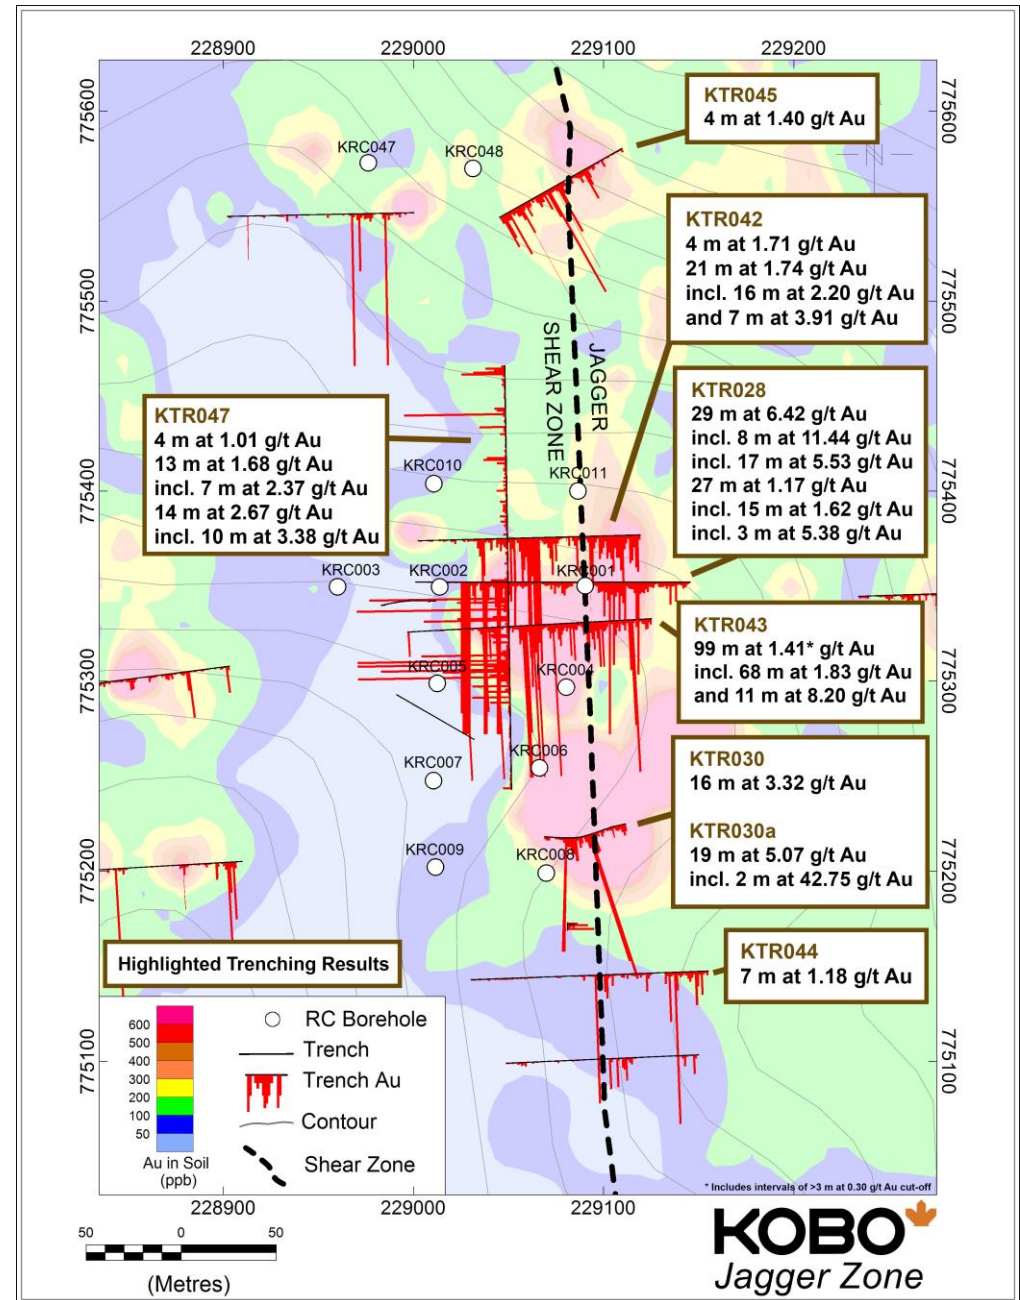 228900 229000 229100 229200
775600
775500
775400
775300
775200
775100
775600
775500
775400
775300
775200
775100
KTR045
4 m at 1.40 g/t Au
KRC047
KRC048
KTR042
4 m at 1.71 g/t Au
21 m at 1.74 g/t Au
incl. 16 m at 2.20 g/t Au
and 7 m at 3.91 g/t Au
JAGGER
SHEAR ZONE
KTR028
29 m at 6.42 g/t Au
incl. 8 m at 11.44 g/t Au
incl. 17 m at 5.53 g/t Au
27 m at 1.17 g/t Au
incl. 15 m at 1.62 g/t Au
incl. 3 m at 5.38 g/t Au
KTR047
4 m at 1.01 g/t Au
13 m at 1.68 g/t Au
incl. 7 m at 2.37 g/t Au
14 m at 2.67 g/t Au
incl. 10 m at 3.38 g/t Au
KRC010
KRC011
KRC003
KRC002
KRC001
KTR043
99 m at 1.41* g/t Au
incl. 68 m at 1.83 g/t Au
and 11 m at 8.20 g/t Au
KRC005
KRC004
KRC007
KRC006
KTR030
16 m at 3.32 g/t Au
KTR030a
19 m at 5.07 g/t Au
incl. 2 m at 42.75 g/t Au
KRC009
KRC008
KTR044
7 m at 1.18 g/t Au
Highlighted Trenching Results
600
500
400
300
200
100
50
Au in Soil
(ppb)
RC Borehole
Trench
Trench Au
Contour
Shear Zone
* Includes intervals of >3 m at 0.30 g/t Au cut-off
228900 229000 229100
50 0 50
(Metres)
KOBO
Jagger Zone